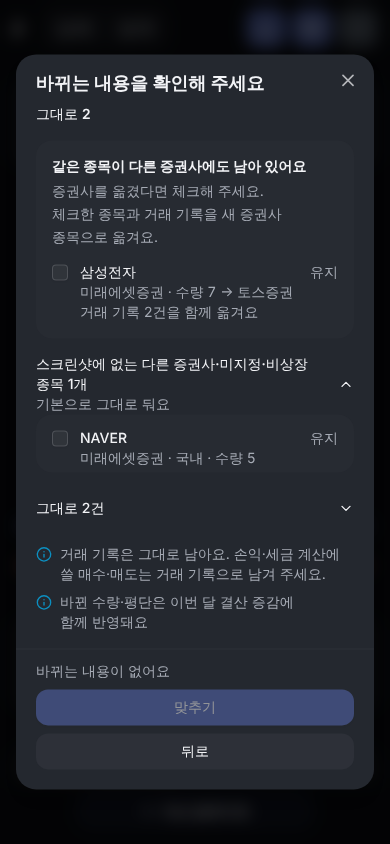 바뀌는 내용을 확인해 주세요
그대로 2
같은 종목이 다른 증권사에도 남아 있어요
증권사를 옮겼다면 체크해 주세요.
체크한 종목과 거래 기록을 새 증권사
종목으로 옮겨요.
삼성전자 유지
미래에셋증권 · 수량 7 → 토스증권
거래 기록 2건을 함께 옮겨요
스크린샷에 없는 다른 증권사·미지정·비상장
종목 1개
기본으로 그대로 둬요
NAVER 유지
미래에셋증권 · 국내 · 수량 5
그대로 2건
거래 기록은 그대로 남아요. 손익·세금 계산에
쓸 매수·매도는 거래 기록으로 남겨 주세요.
바뀐 수량·평단은 이번 달 결산 증감에
함께 반영돼요
바뀌는 내용이 없어요
맞추기
뒤로